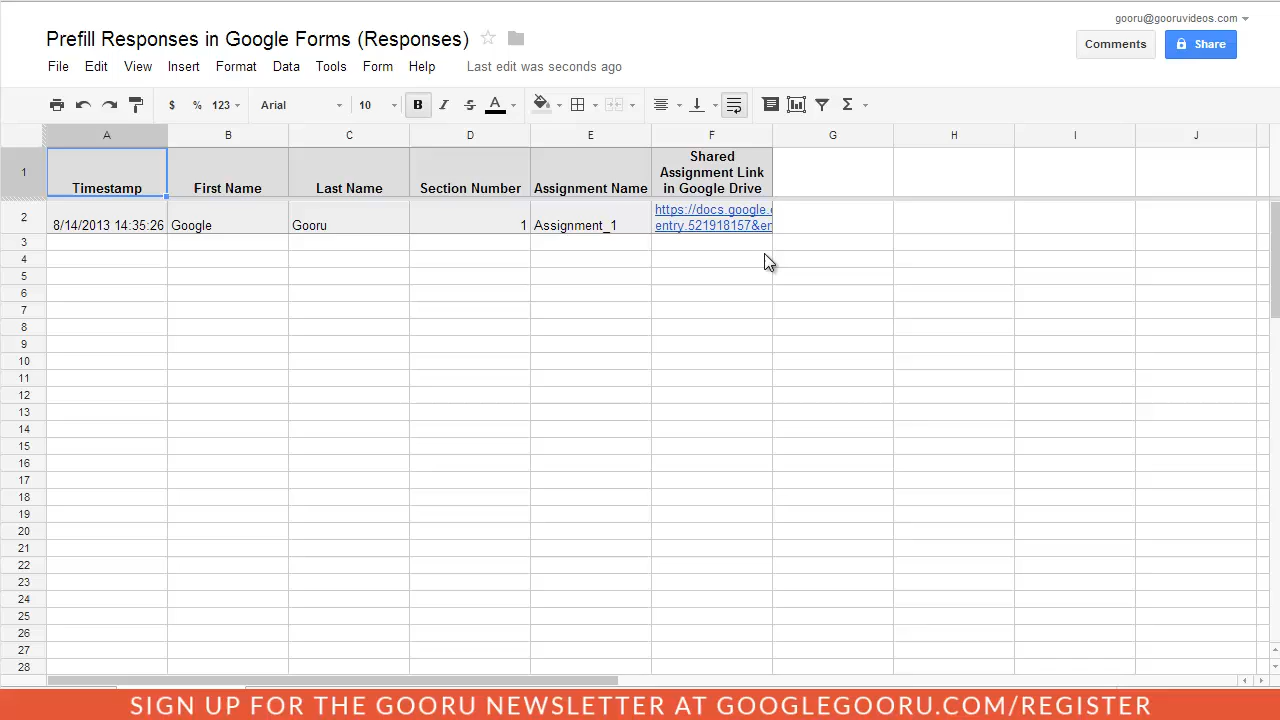 gooru@gooruvideos.com
Prefill Responses in Google Forms (Responses)
Comments
Share
File Edit View Insert Format Data Tools Form Help Last edit was seconds ago
$ % 123 Arial 10 B I S A Σ
A B C D E F G H I J
1 Timestamp First Name Last Name Section Number Assignment Name Shared
Assignment Link
in Google Drive
2 8/14/2013 14:35:26 Google Gooru 1 Assignment_1 https://docs.google.
entry.521918157&en
3
4
5
6
7
8
9
10
11
12
13
14
15
16
17
18
19
20
21
22
23
24
25
26
27
28
SIGN UP FOR THE GOORU NEWSLETTER AT GOOGLEGOORU.COM/REGISTER